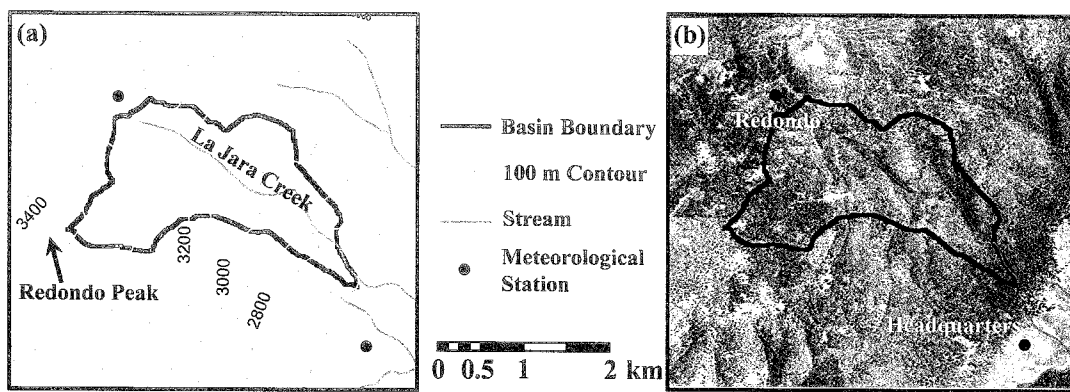 (a)
La Jara Creek
3400
3200
3000
2800
Redondo Peak
Basin Boundary
100 m Contour
Stream
Meteorological
Station
0 0.5 1 2 km
(b)
Redondo
Headquarters